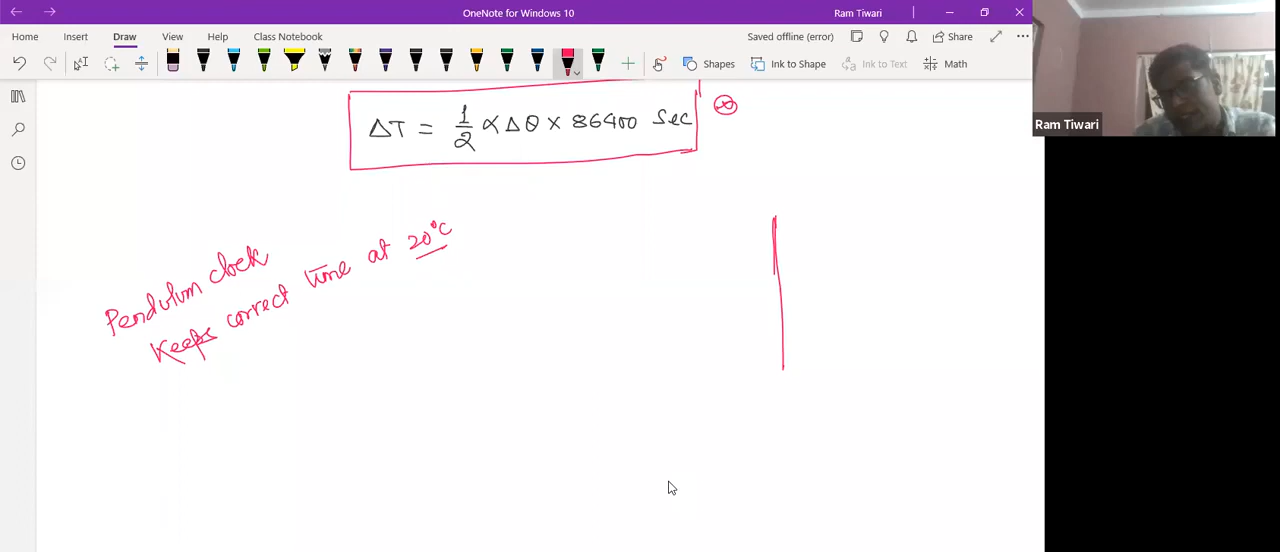 OneNote for Windows 10
Ram Tiwari
Home Insert Draw View Help Class Notebook
Saved offline (error) Share
Shapes Ink to Shape Ink to Text Math
ΔT = 1/2 α Δθ × 86400 Sec
Pendulum clock
Keeps correct time at 20°C
Ram Tiwari